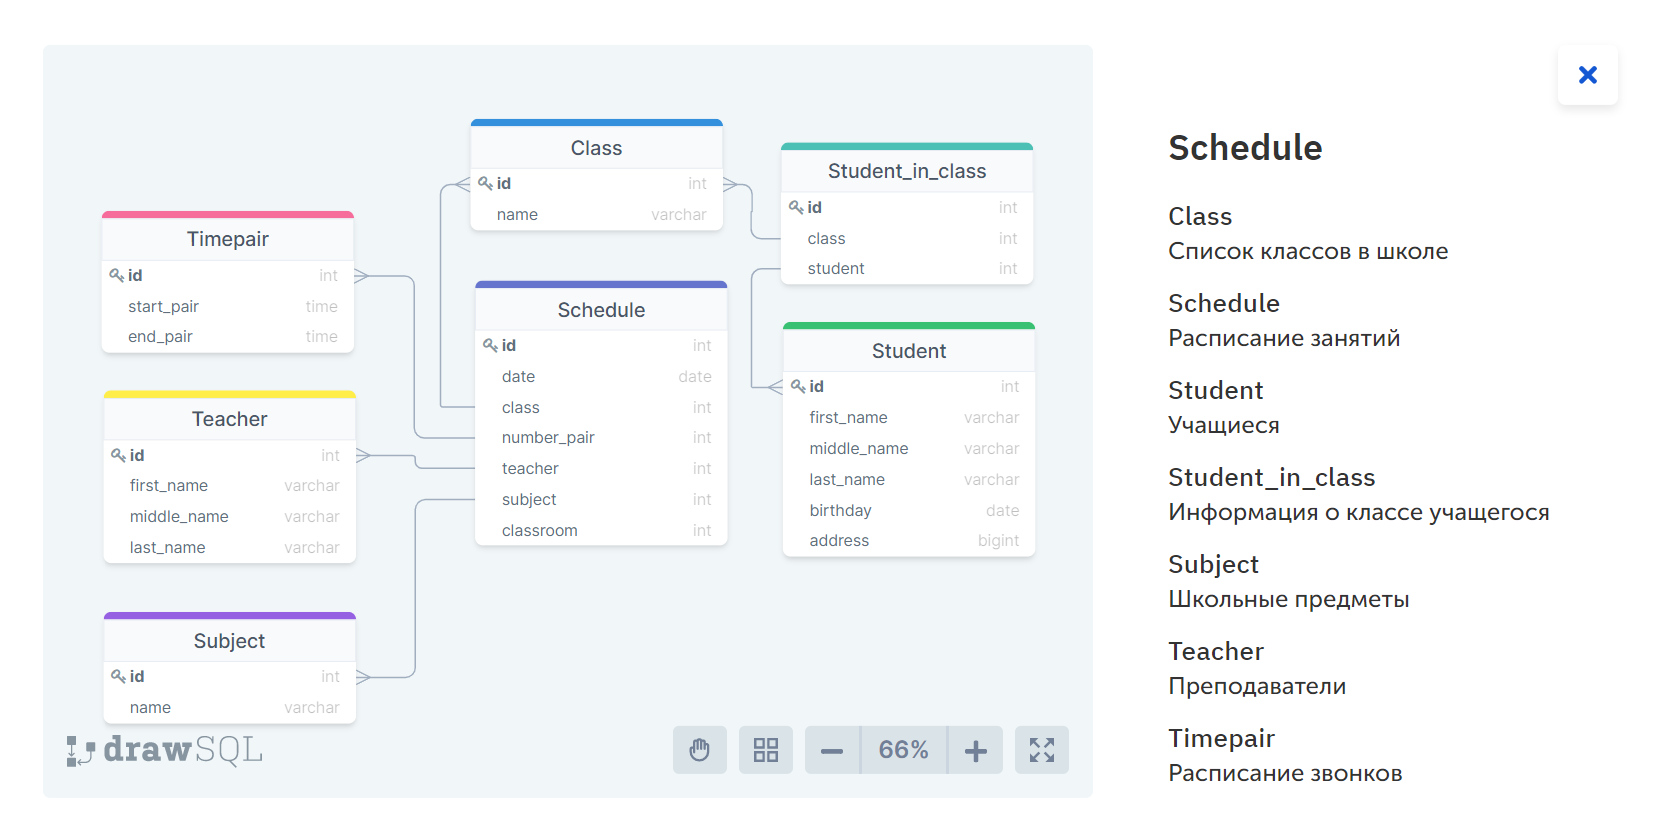 Class
id int
name varchar
Student_in_class
id int
class int
student int
Timepair
id int
start_pair time
end_pair time
Schedule
id int
date date
class int
number_pair int
teacher int
subject int
classroom int
Student
id int
first_name varchar
middle_name varchar
last_name varchar
birthday date
address bigint
Teacher
id int
first_name varchar
middle_name varchar
last_name varchar
Subject
id int
name varchar
drawSQL
66%
Schedule
Class
Список классов в школе
Schedule
Расписание занятий
Student
Учащиеся
Student_in_class
Информация о классе учащегося
Subject
Школьные предметы
Teacher
Преподаватели
Timepair
Расписание звонков